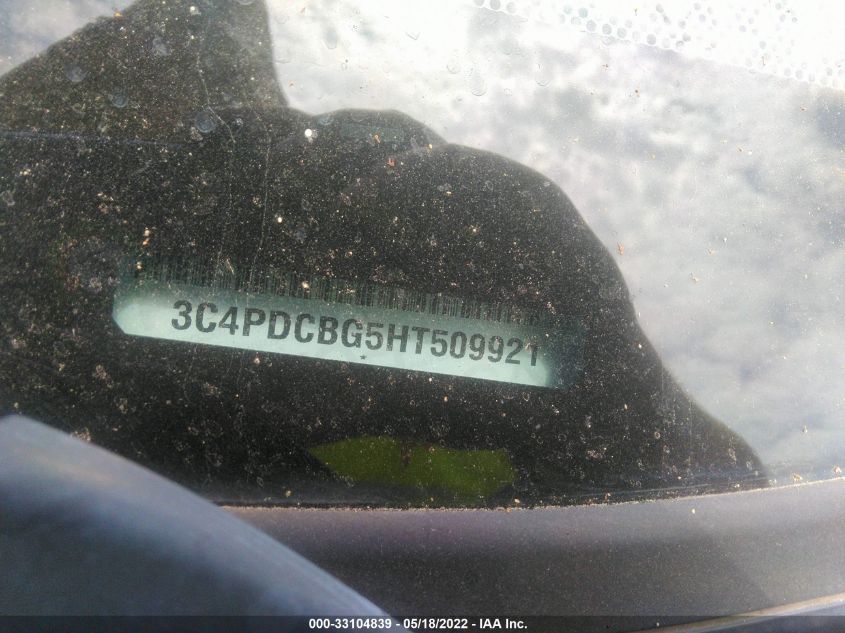 3C4PDCBG5HT509921
000-33104839 - 05/18/2022 - IAA Inc.